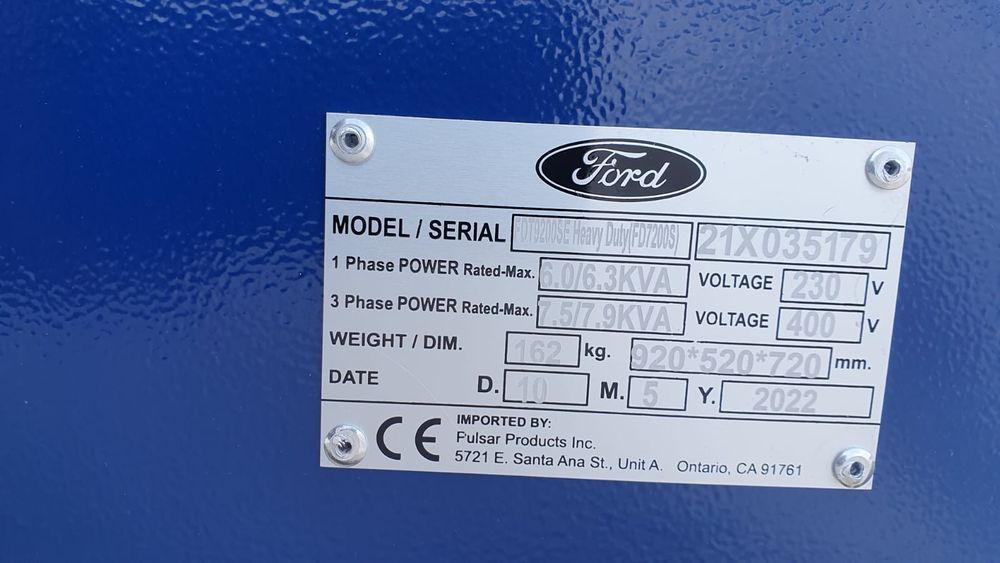 Ford
MODEL / SERIAL FDT9200SE Heavy Duty(FD7200S) 21X035179
1 Phase POWER Rated-Max. 6.0/6.3KVA VOLTAGE 230 V
3 Phase POWER Rated-Max. 7.5/7.9KVA VOLTAGE 400 V
WEIGHT / DIM. 162 kg. 920*520*720 mm.
DATE D. 10 M. 5 Y. 2022
CE IMPORTED BY:
Pulsar Products Inc.
5721 E. Santa Ana St., Unit A. Ontario, CA 91761